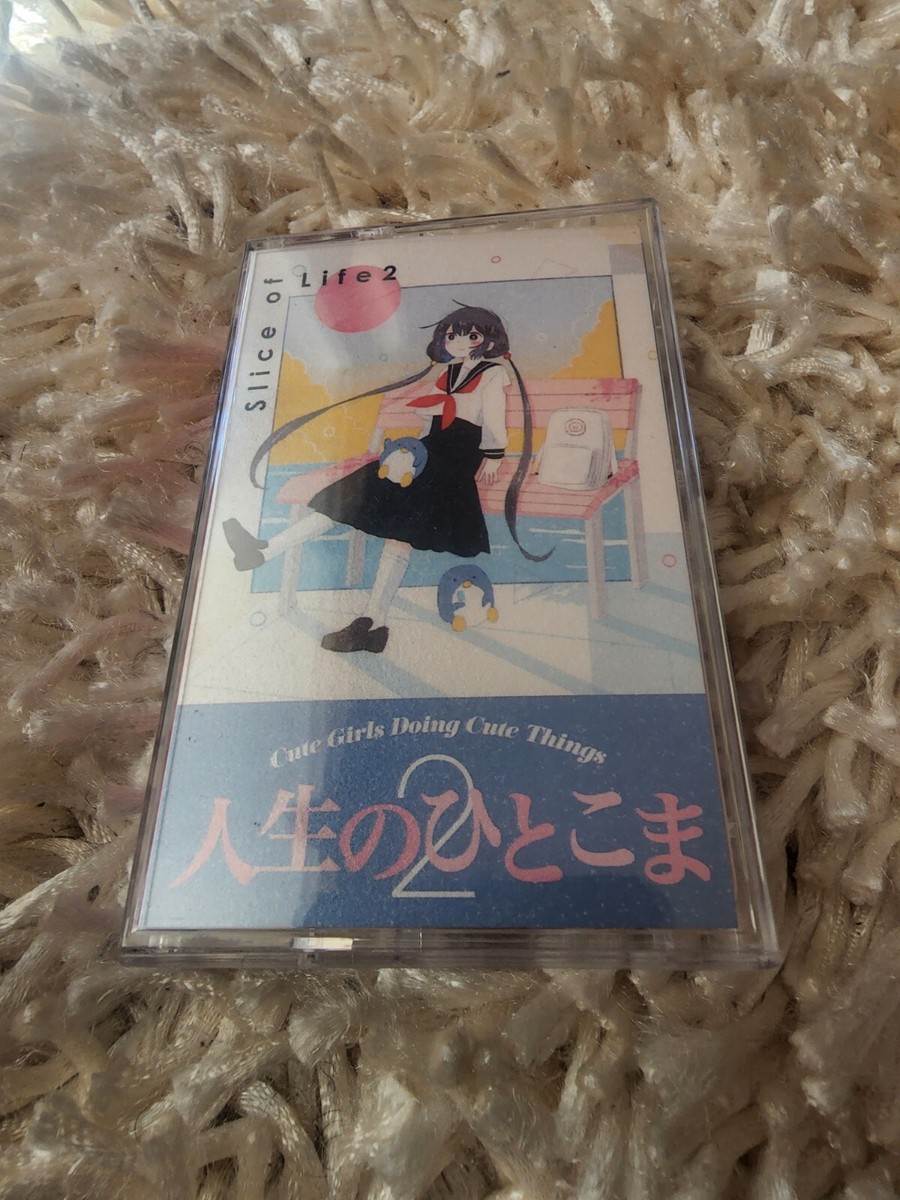 Slice of Life2
Cute Girls Doing Cute Things
人生のひとこま
2